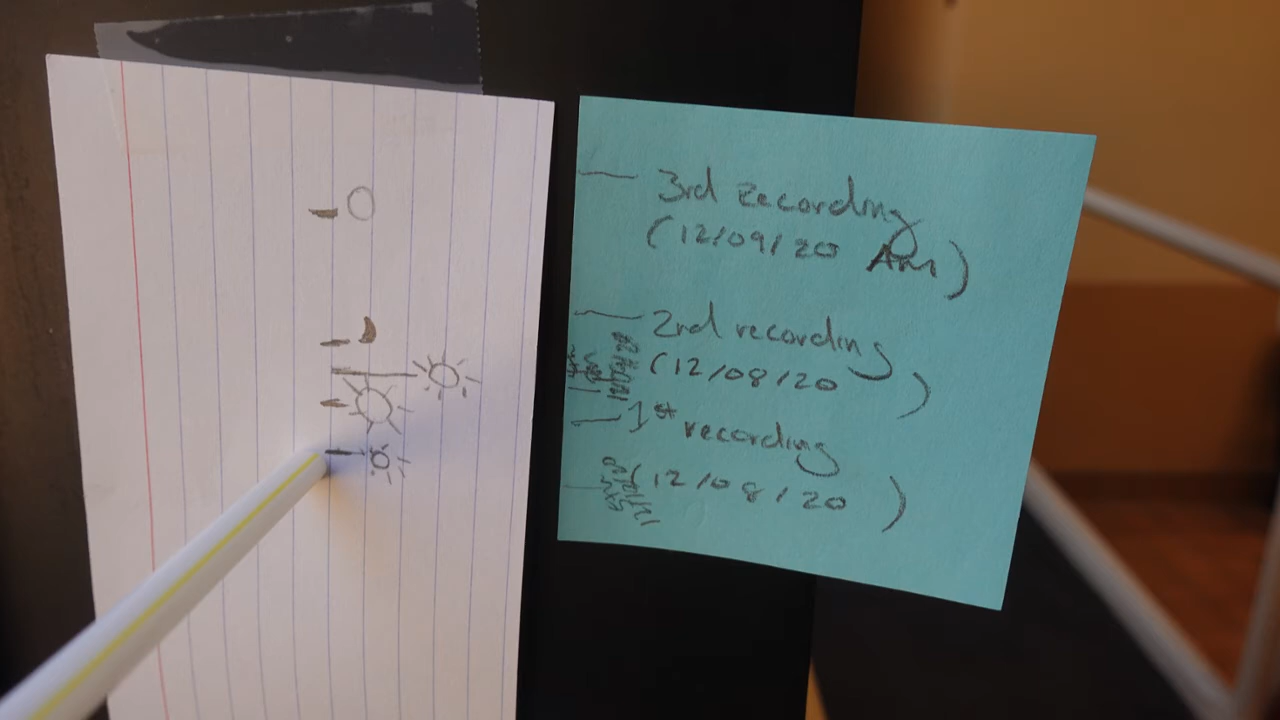 3rd recording
(12/09/20 AM)
2nd recording
(12/08/20 )
1st recording
(12/08/20 )